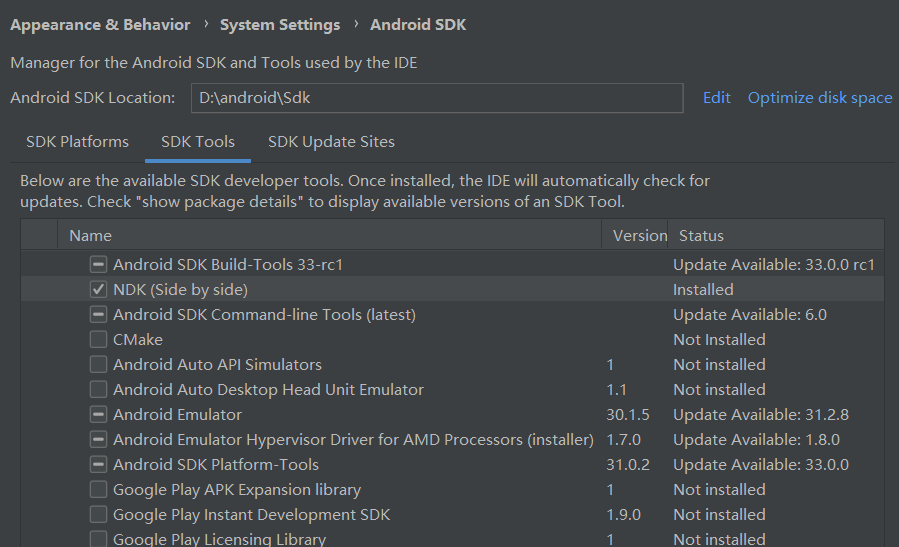 Appearance & Behavior › System Settings › Android SDK
Manager for the Android SDK and Tools used by the IDE
Android SDK Location: D:\android\Sdk Edit Optimize disk space
SDK Platforms SDK Tools SDK Update Sites
Below are the available SDK developer tools. Once installed, the IDE will automatically check for
updates. Check "show package details" to display available versions of an SDK Tool.
Name Version Status
Android SDK Build-Tools 33-rc1 Update Available: 33.0.0 rc1
NDK (Side by side) Installed
Android SDK Command-line Tools (latest) Update Available: 6.0
CMake Not Installed
Android Auto API Simulators 1 Not installed
Android Auto Desktop Head Unit Emulator 1.1 Not installed
Android Emulator 30.1.5 Update Available: 31.2.8
Android Emulator Hypervisor Driver for AMD Processors (installer) 1.7.0 Update Available: 1.8.0
Android SDK Platform-Tools 31.0.2 Update Available: 33.0.0
Google Play APK Expansion library 1 Not installed
Google Play Instant Development SDK 1.9.0 Not installed
Google Play Licensing Library 1 Not installed